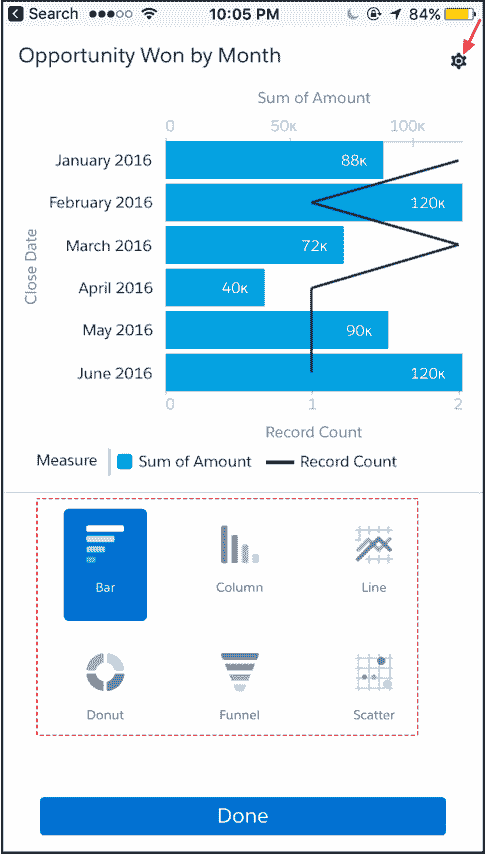 Search 10:05 PM 84%
Opportunity Won by Month
Sum of Amount
0 50K 100K
Close Date
January 2016 88K
February 2016 120K
March 2016 72K
April 2016 40K
May 2016 90K
June 2016 120K
0 1 2
Record Count
Measure Sum of Amount Record Count
Bar Column Line
Donut Funnel Scatter
Done